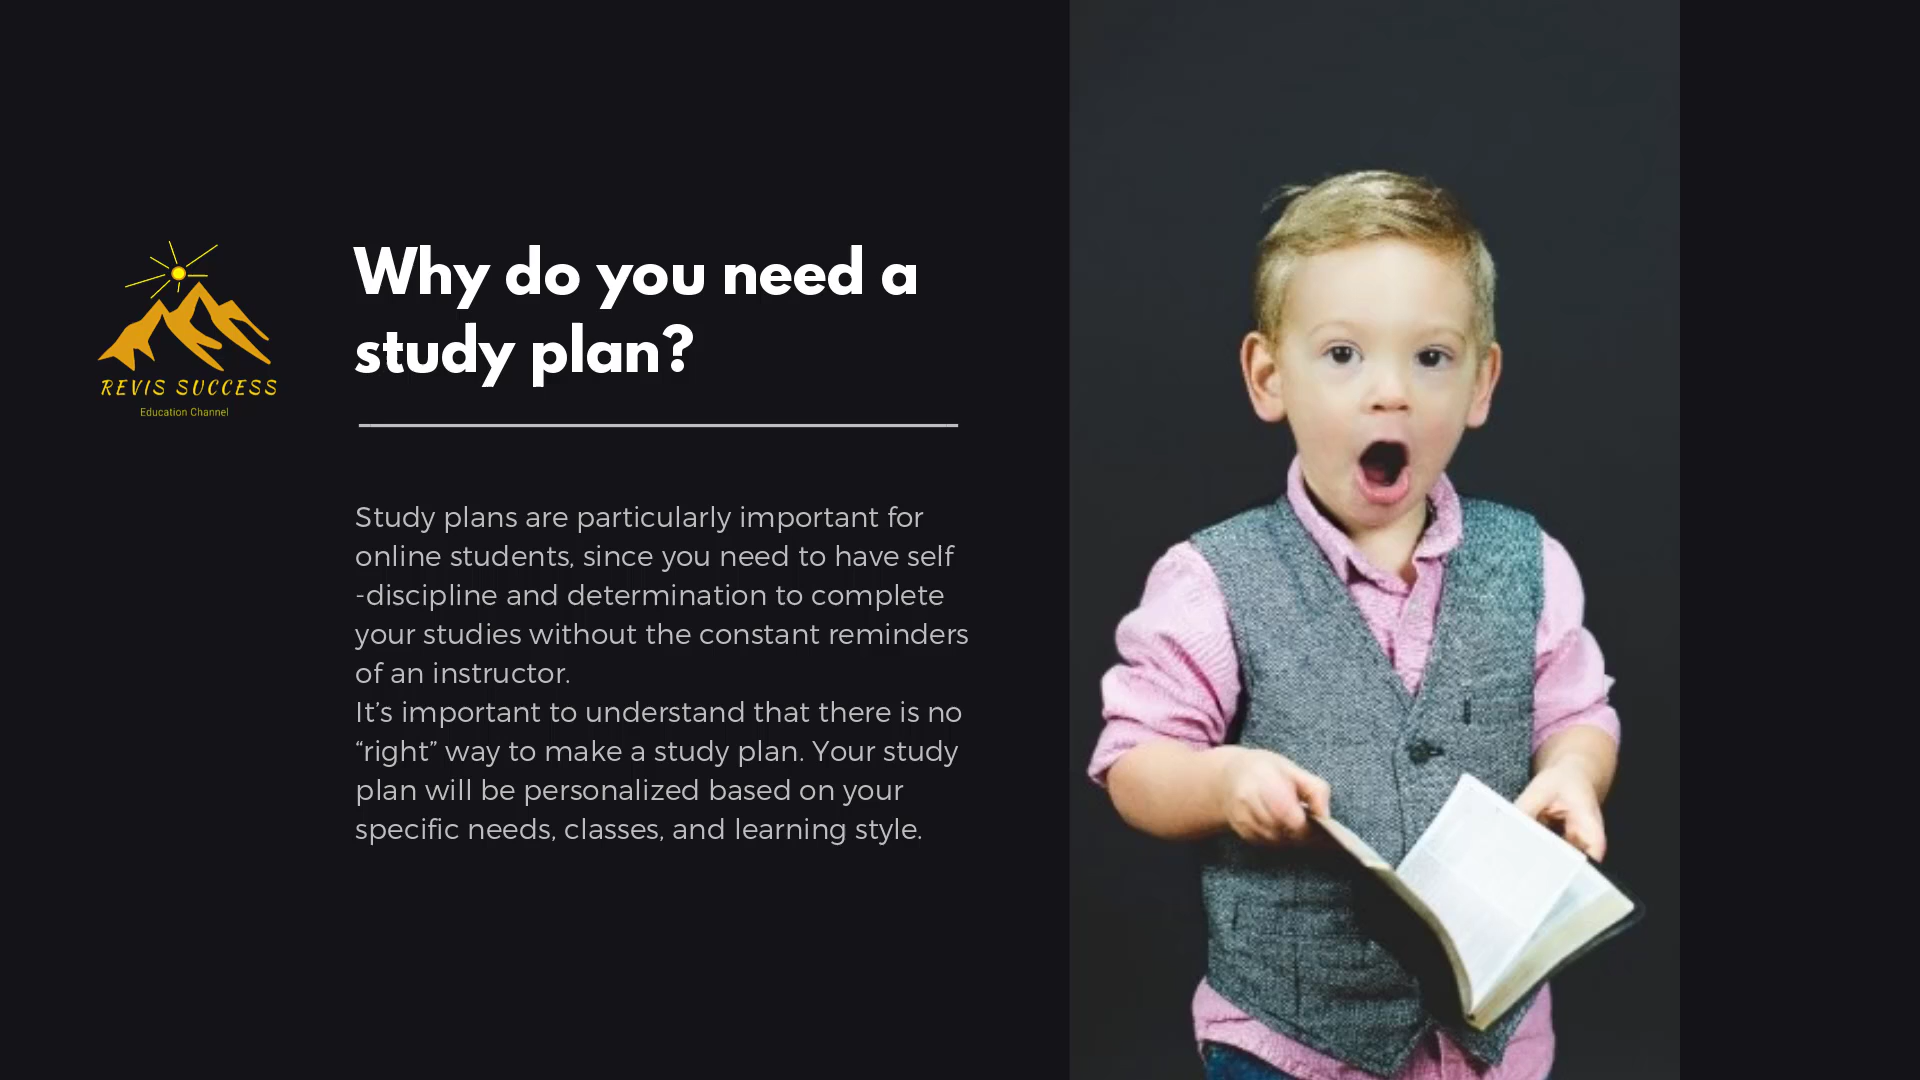 REVIS SUCCESS
Education Channel
Why do you need a
study plan?
Study plans are particularly important for
online students, since you need to have self
-discipline and determination to complete
your studies without the constant reminders
of an instructor.
It’s important to understand that there is no
“right” way to make a study plan. Your study
plan will be personalized based on your
specific needs, classes, and learning style.